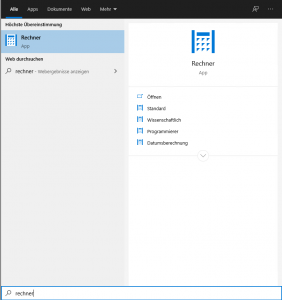 Alle Apps Dokumente Web Mehr
Höchste Übereinstimmung
Rechner
App
Web durchsuchen
rechner - Webergebnisse anzeigen
Rechner
App
Öffnen
Standard
Wissenschaftlich
Programmierer
Datumsberechnung
rechner